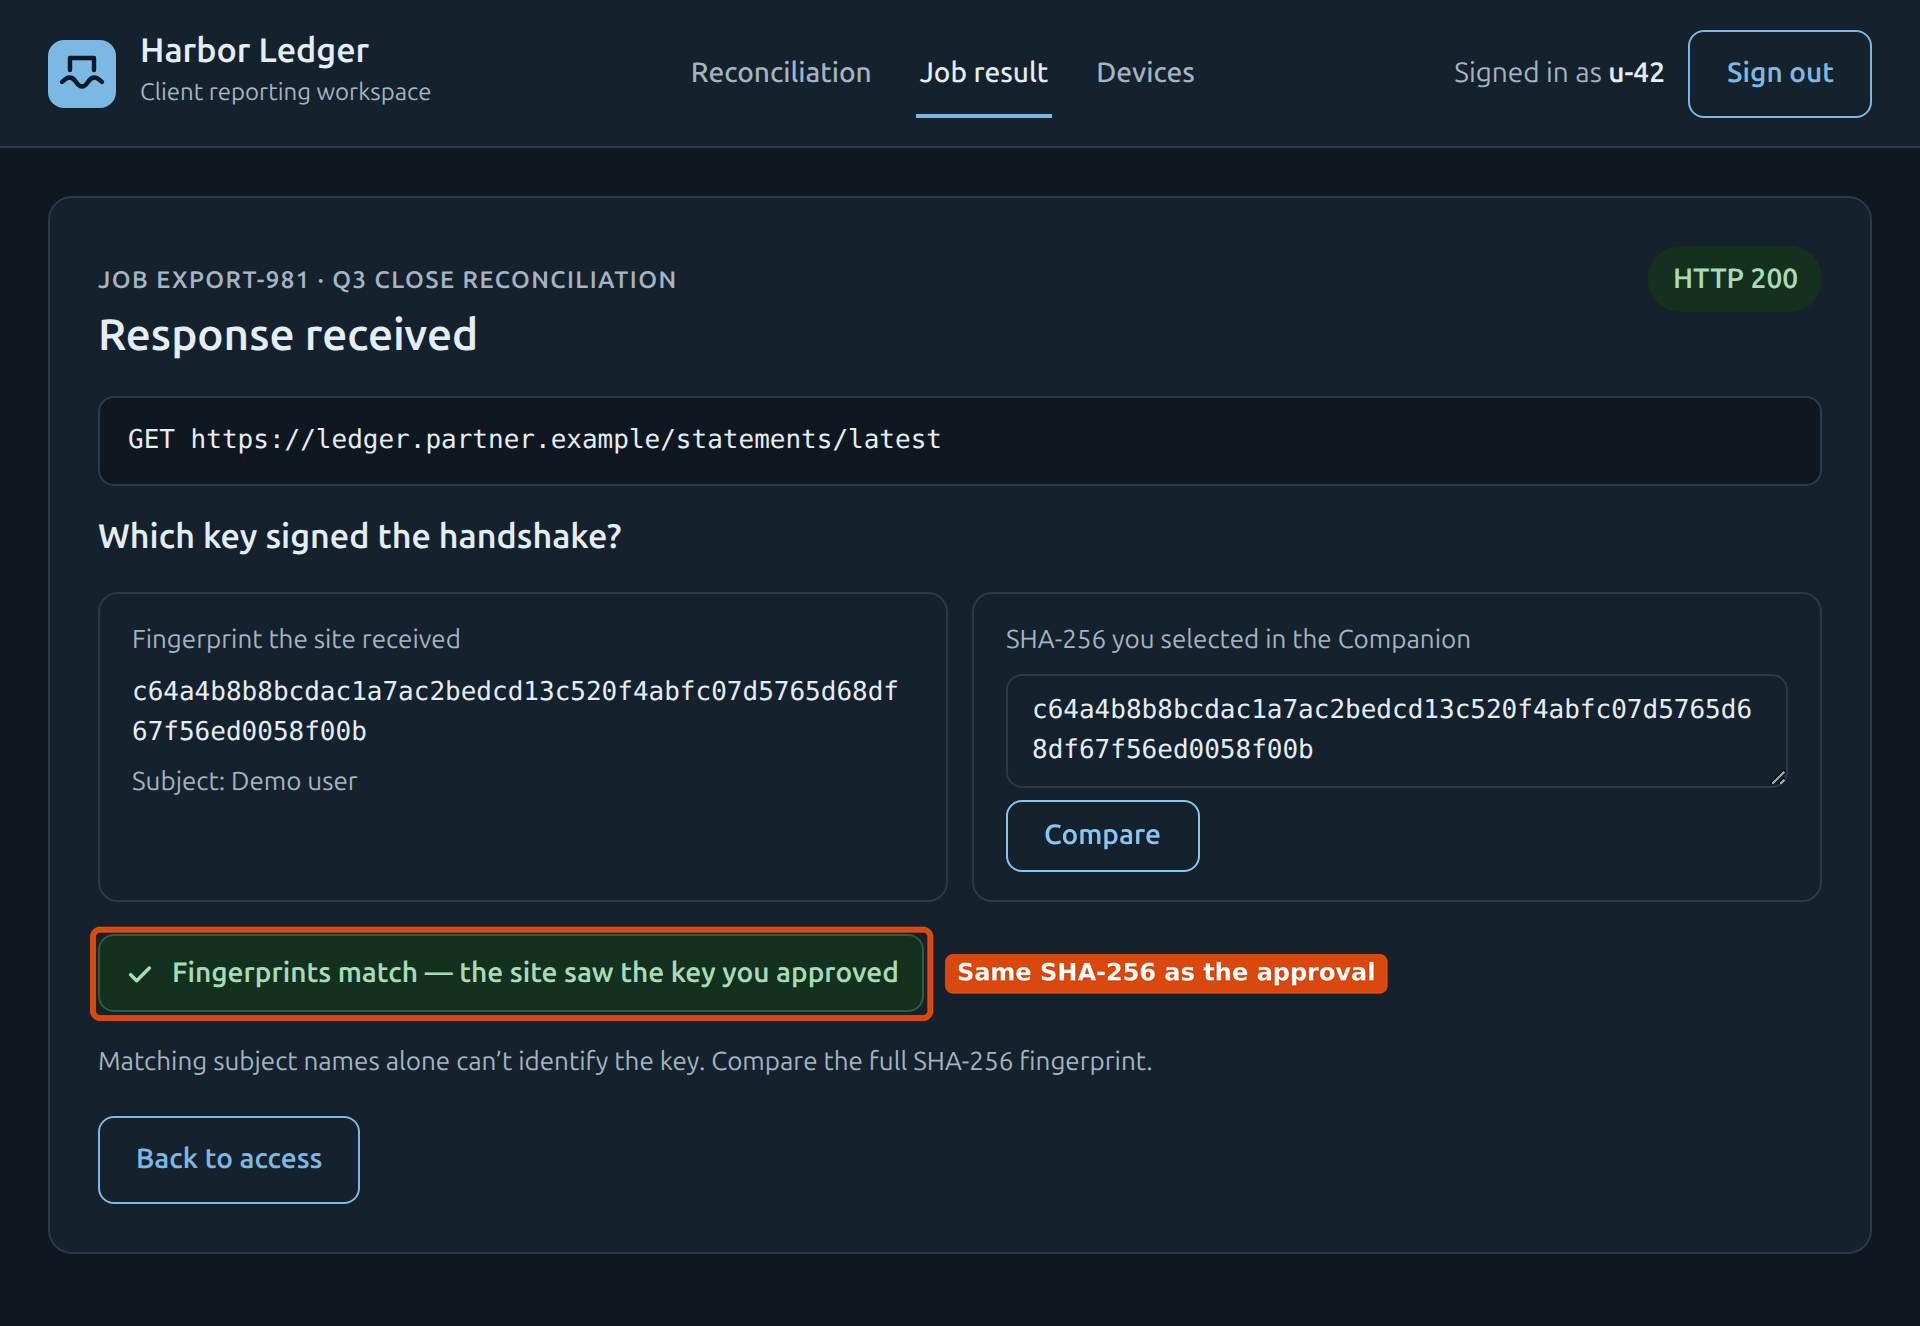 Harbor Ledger
Client reporting workspace
Reconciliation
Job result
Devices
Signed in as u-42
Sign out
JOB EXPORT-981 · Q3 CLOSE RECONCILIATION
HTTP 200
Response received
GET https://ledger.partner.example/statements/latest
Which key signed the handshake?
Fingerprint the site received
c64a4b8b8bcdac1a7ac2bedcd13c520f4abfc07d5765d68df
67f56ed0058f00b
Subject: Demo user
SHA-256 you selected in the Companion
c64a4b8b8bcdac1a7ac2bedcd13c520f4abfc07d5765d6
8df67f56ed0058f00b
Compare
Fingerprints match — the site saw the key you approved
Same SHA-256 as the approval
Matching subject names alone can’t identify the key. Compare the full SHA-256 fingerprint.
Back to access